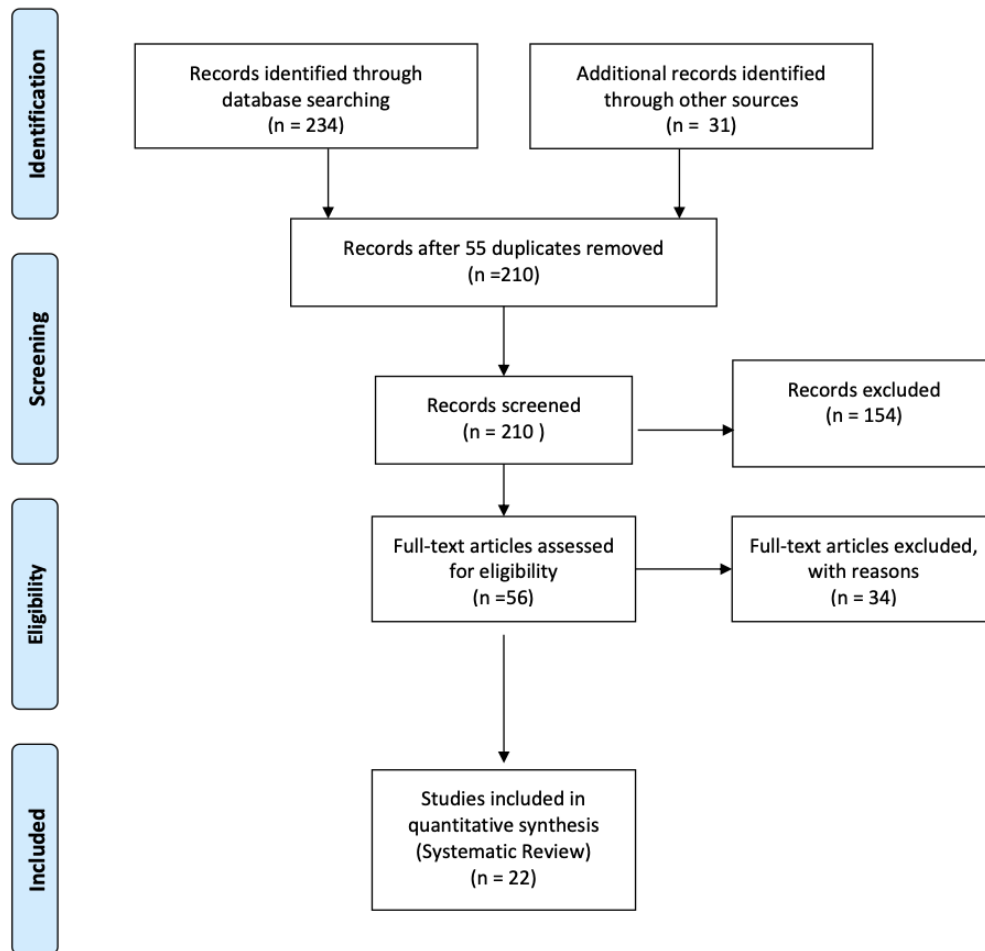 Identification
Records identified through
database searching
(n = 234)
Additional records identified
through other sources
(n = 31)
Records after 55 duplicates removed
(n =210)
Screening
Records screened
(n = 210 )
Records excluded
(n = 154)
Eligibility
Full-text articles assessed
for eligibility
(n =56)
Full-text articles excluded,
with reasons
(n = 34)
Included
Studies included in
quantitative synthesis
(Systematic Review)
(n = 22)